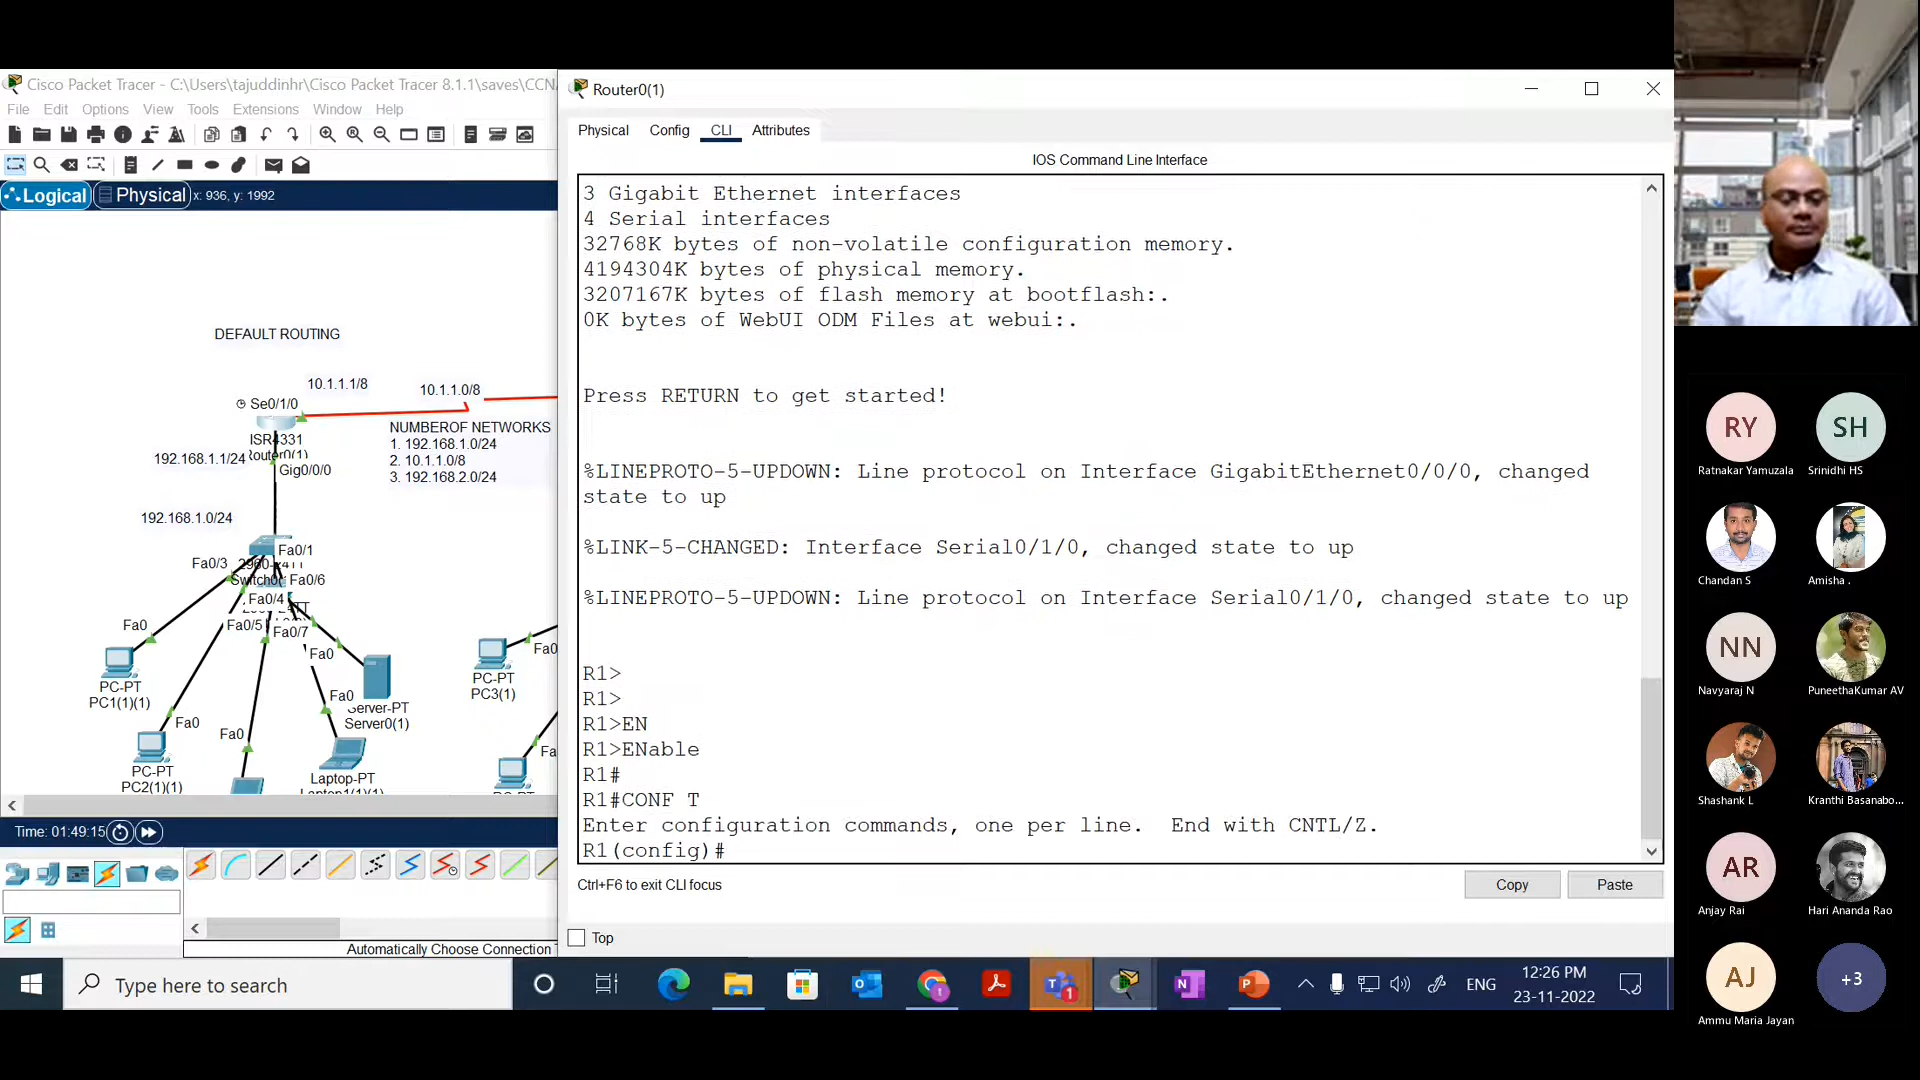 Cisco Packet Tracer - C:\Users\tajuddinhr\Cisco Packet Tracer 8.1.1\saves\CCN
File Edit Options View Tools Extensions Window Help
Logical Physical x: 936, y: 1992
DEFAULT ROUTING
10.1.1.1/8
10.1.1.0/8
Se0/1/0
ISR4331
Router0(1)
192.168.1.1/24
Gig0/0/0
NUMBEROF NETWORKS
1. 192.168.1.0/24
2. 10.1.1.0/8
3. 192.168.2.0/24
192.168.1.0/24
Fa0/1
Fa0/3
Fa0/6
Fa0/4
Fa0/5
Fa0/7
Fa0
Fa0
Fa0
PC-PT
PC1(1)(1)
PC-PT
PC3(1)
Fa0
Server-PT
Server0(1)
Fa0
Fa0
PC-PT
PC2(1)(1)
Laptop-PT
Time: 01:49:15
Automatically Choose Connection
Router0(1)
Physical Config CLI Attributes
IOS Command Line Interface
3 Gigabit Ethernet interfaces
4 Serial interfaces
32768K bytes of non-volatile configuration memory.
4194304K bytes of physical memory.
3207167K bytes of flash memory at bootflash:.
0K bytes of WebUI ODM Files at webui:.
Press RETURN to get started!
%LINEPROTO-5-UPDOWN: Line protocol on Interface GigabitEthernet0/0/0, changed
state to up
%LINK-5-CHANGED: Interface Serial0/1/0, changed state to up
%LINEPROTO-5-UPDOWN: Line protocol on Interface Serial0/1/0, changed state to up
R1>
R1>
R1>EN
R1>ENable
R1#
R1#CONF T
Enter configuration commands, one per line.  End with CNTL/Z.
R1(config)#
Ctrl+F6 to exit CLI focus
Copy
Paste
Top
Type here to search
1
ENG
12:26 PM
23-11-2022
RY
SH
Ratnakar Yamuzala
Srinidhi HS
Chandan S
Amisha .
NN
Navyaraj N
PuneethaKumar AV
Shashank L
Kranthi Basanabo...
AR
Anjay Rai
Hari Ananda Rao
AJ
+3
Ammu Maria Jayan